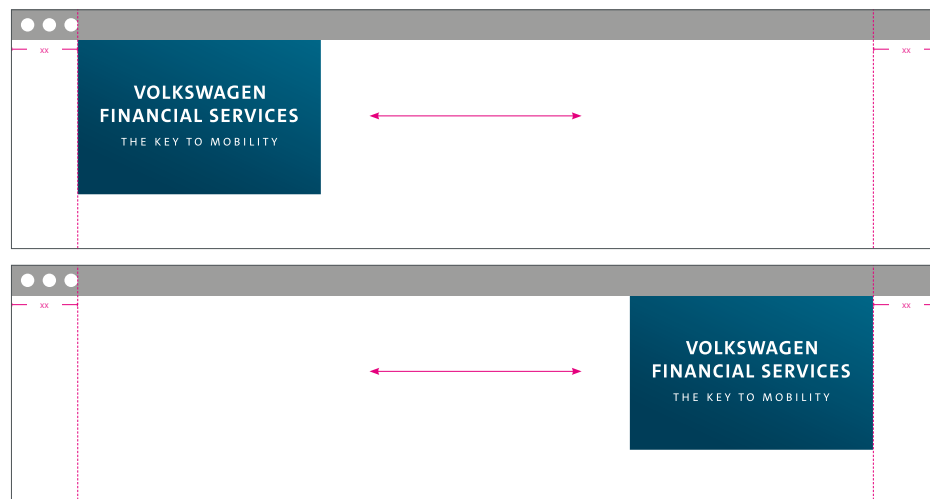 xx
xx
VOLKSWAGEN
FINANCIAL SERVICES
THE KEY TO MOBILITY
xx
xx
VOLKSWAGEN
FINANCIAL SERVICES
THE KEY TO MOBILITY